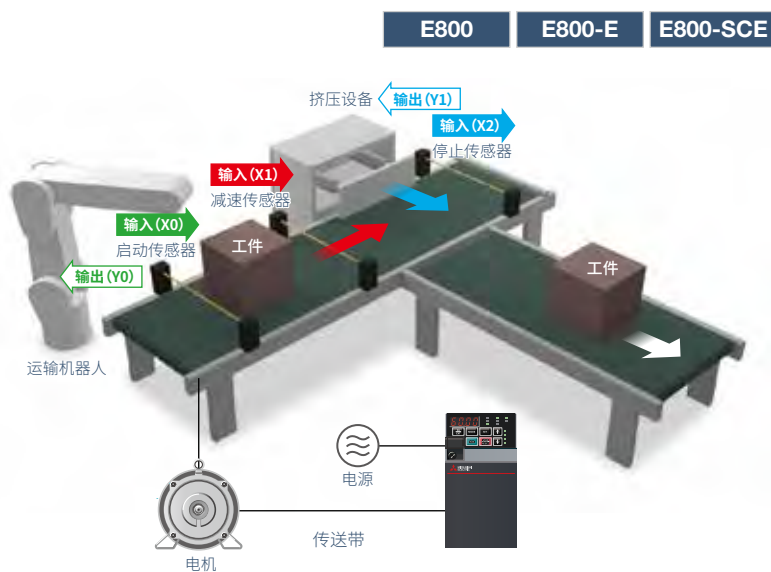 E800
E800-E
E800-SCE
挤压设备
输出(Y1)
输入(X2)
停止传感器
输入(X1)
减速传感器
输入(X0)
启动传感器
输出(Y0)
工件
工件
运输机器人
电源
传送带
电机